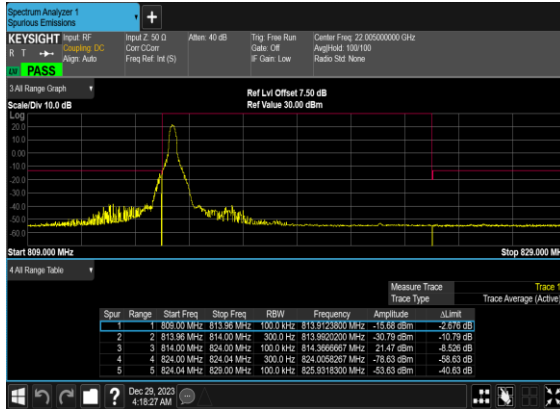 Spectrum Analyzer 1
Spurious Emissions
+
KEYSIGHT Input: RF Input Z: 50 Ω Atten: 40 dB Trig: Free Run Center Freq: 22.005000000 GHz
R T Coupling: DC Corr CCorr Gate: Off Avg|Hold: 100/100
Align: Auto Freq Ref: Int (S) IF Gain: Low Radio Std: None
PASS
3 All Range Graph
Ref Lvl Offset 7.50 dB
Scale/Div 10.0 dB Ref Value 30.00 dBm
Log
20.0
10.0
0.00
-10.0
-20.0
-30.0
-40.0
-50.0
-60.0
Start 809.000 MHz Stop 829.000 MH
4 All Range Table
Measure Trace Trace 1
Trace Type Trace Average (Active)
Spur Range Start Freq Stop Freq RBW Frequency Amplitude ΔLimit
1 1 809.00 MHz 813.96 MHz 100.0 kHz 813.9123800 MHz -15.68 dBm -2.676 dB
2 2 813.96 MHz 814.00 MHz 300.0 Hz 813.9920200 MHz -30.79 dBm -10.79 dB
3 3 814.00 MHz 824.00 MHz 100.0 kHz 814.3666667 MHz 21.47 dBm -8.526 dB
4 4 824.00 MHz 824.04 MHz 300.0 Hz 824.0058267 MHz -78.63 dBm -58.63 dB
5 5 824.04 MHz 829.00 MHz 100.0 kHz 825.9318300 MHz -53.63 dBm -40.63 dB
? Dec 29, 2023
4:18:27 AM